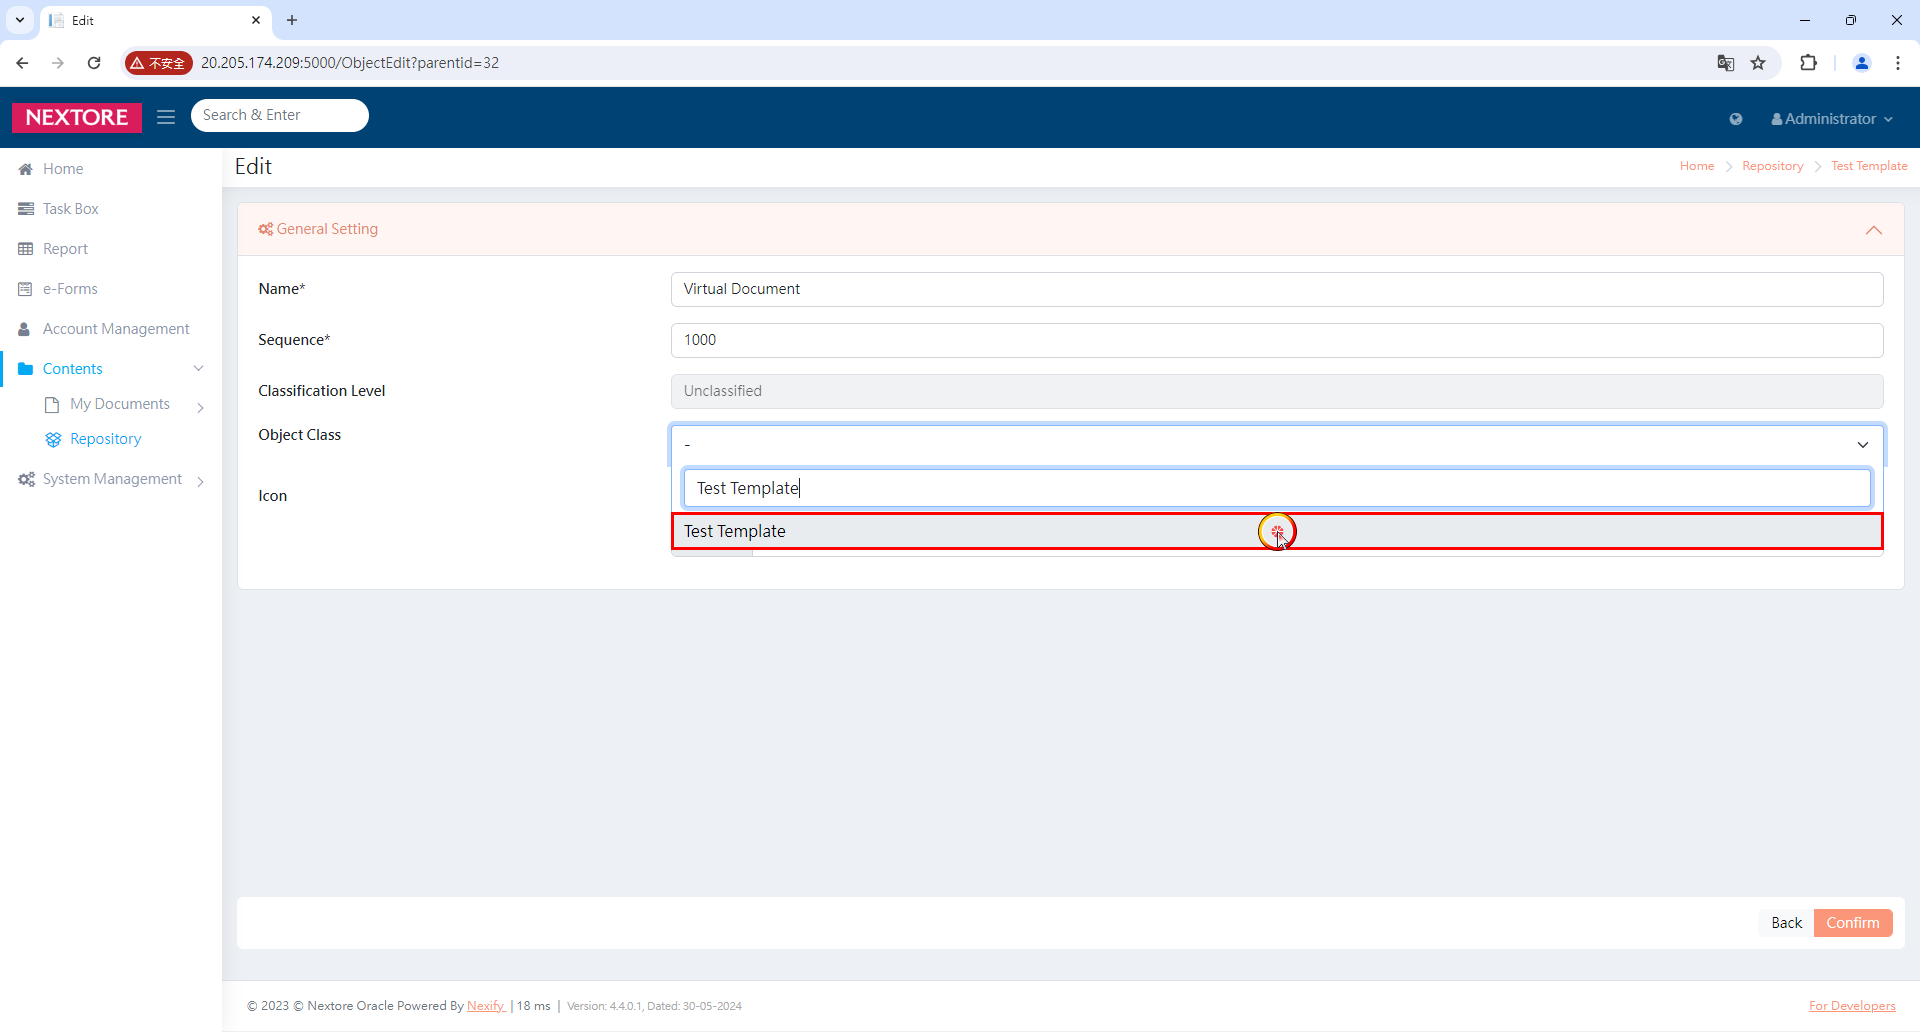 Edit
不安全
20.205.174.209:5000/ObjectEdit?parentid=32
NEXTORE
Search & Enter
Administrator
Home
Task Box
Report
e-Forms
Account Management
Contents
My Documents
Repository
System Management
Edit
Home
Repository
Test Template
General Setting
Name*
Virtual Document
Sequence*
1000
Classification Level
Unclassified
Object Class
-
Test Template
Test Template
Icon
Back
Confirm
© 2023 © Nextore Oracle Powered By Nexify | 18 ms | Version: 4.4.0.1, Dated: 30-05-2024
For Developers